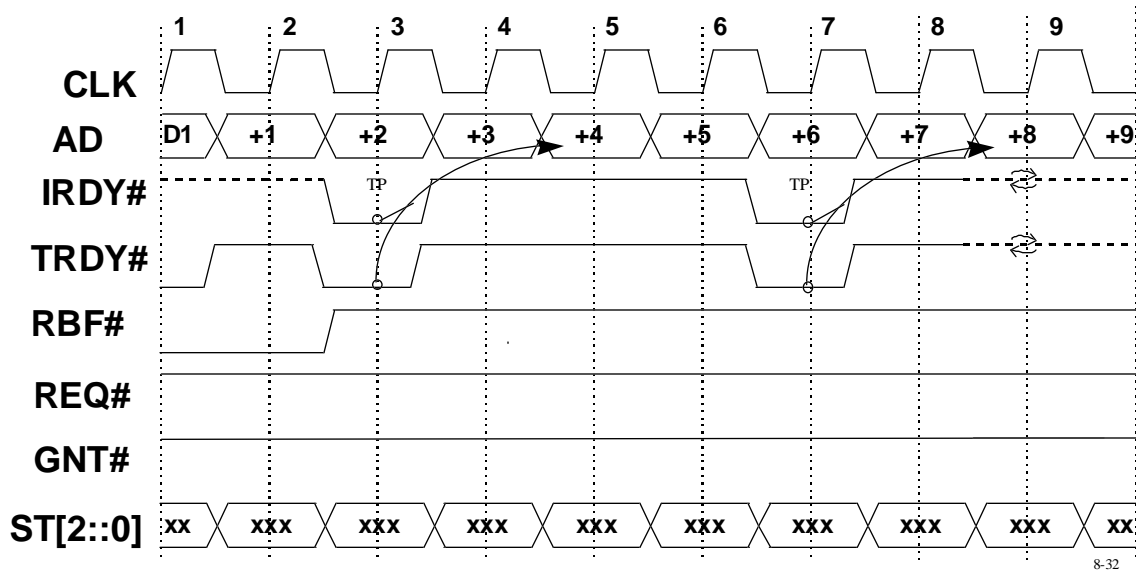 1 2 3 4 5 6 7 8 9
CLK
AD D1 +1 +2 +3 +4 +5 +6 +7 +8 +9
IRDY# TP TP
TRDY#
RBF#
REQ#
GNT#
ST[2::0] xx xxx xxx xxx xxx xxx xxx xxx xxx xx
8-32